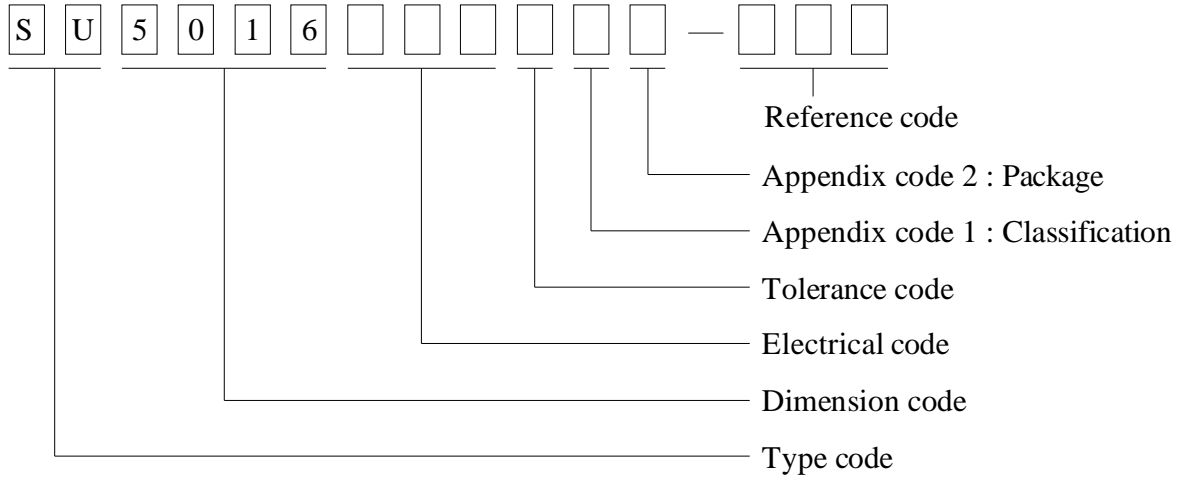 S U 5 0 1 6 —
Reference code
Appendix code 2 : Package
Appendix code 1 : Classification
Tolerance code
Electrical code
Dimension code
Type code